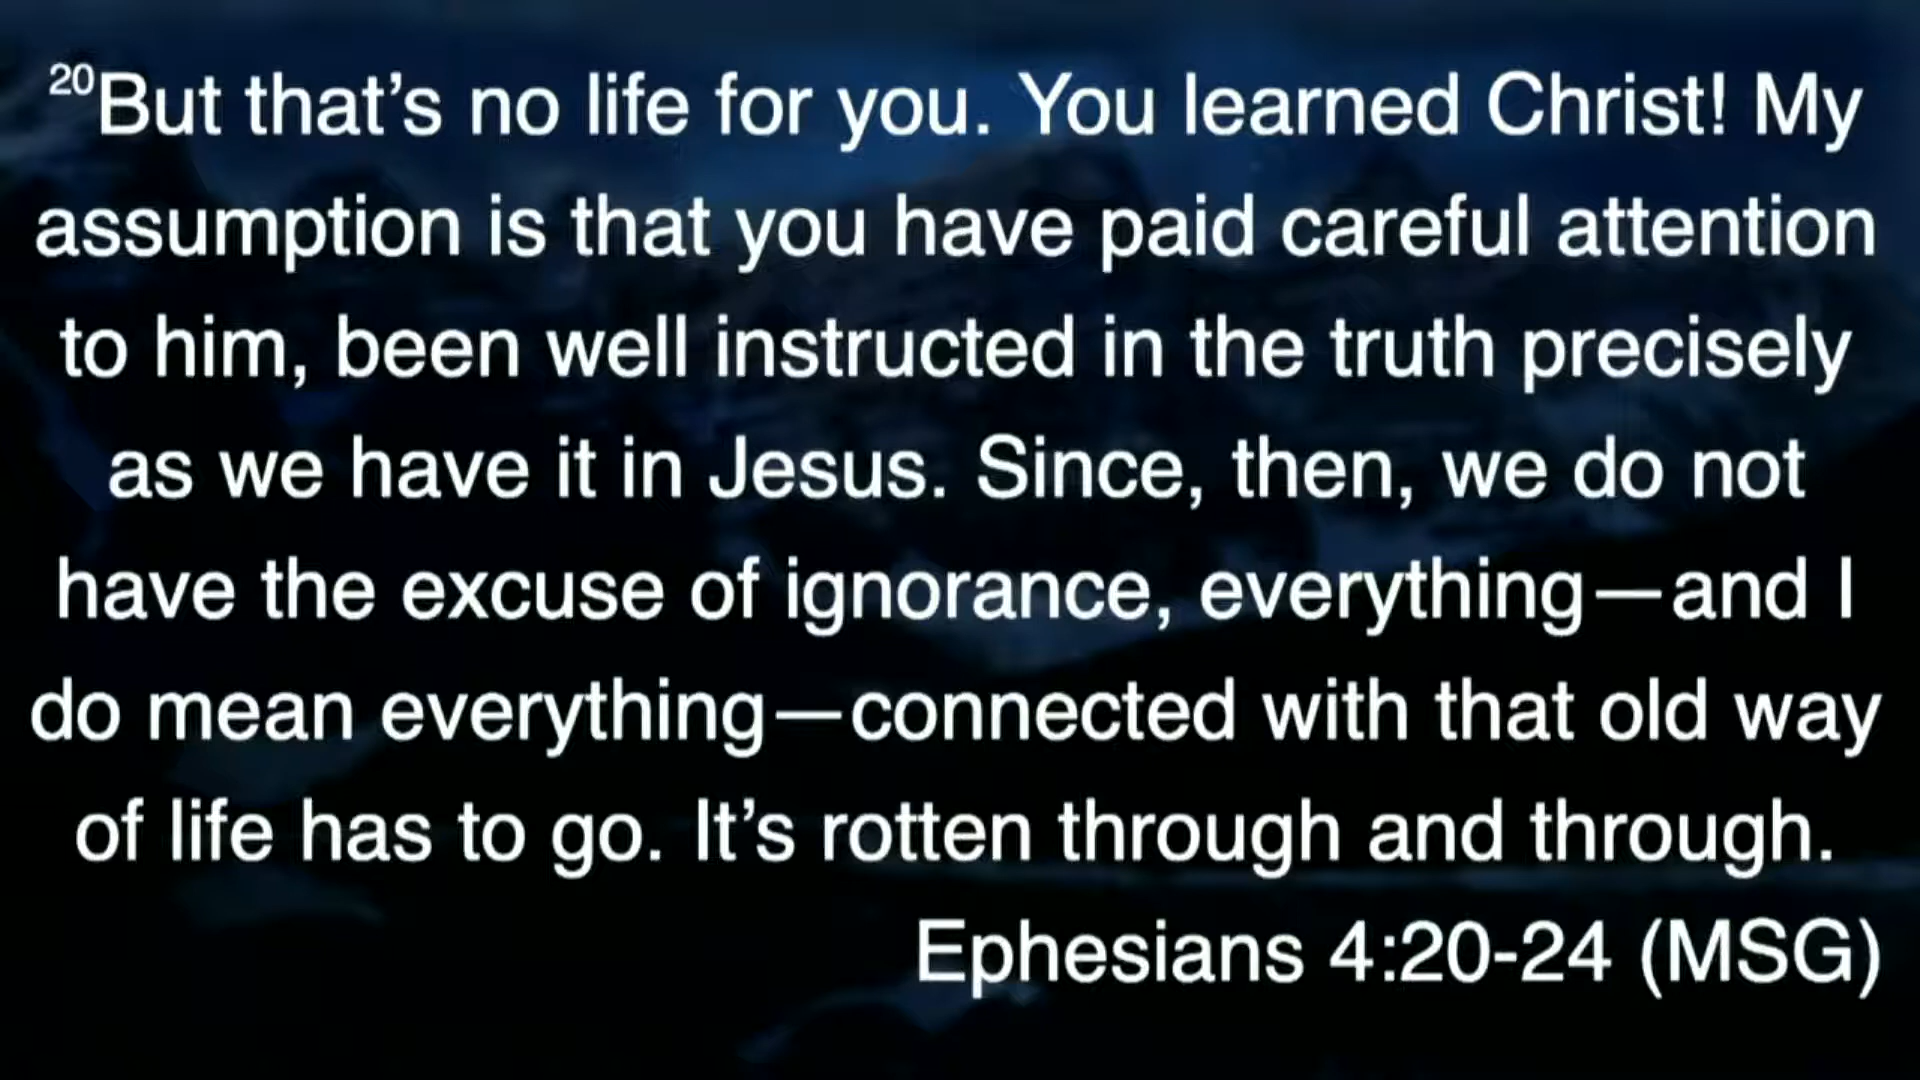 20But that’s no life for you. You learned Christ! My
assumption is that you have paid careful attention
to him, been well instructed in the truth precisely
as we have it in Jesus. Since, then, we do not
have the excuse of ignorance, everything—and I
do mean everything—connected with that old way
of life has to go. It’s rotten through and through.
Ephesians 4:20-24 (MSG)